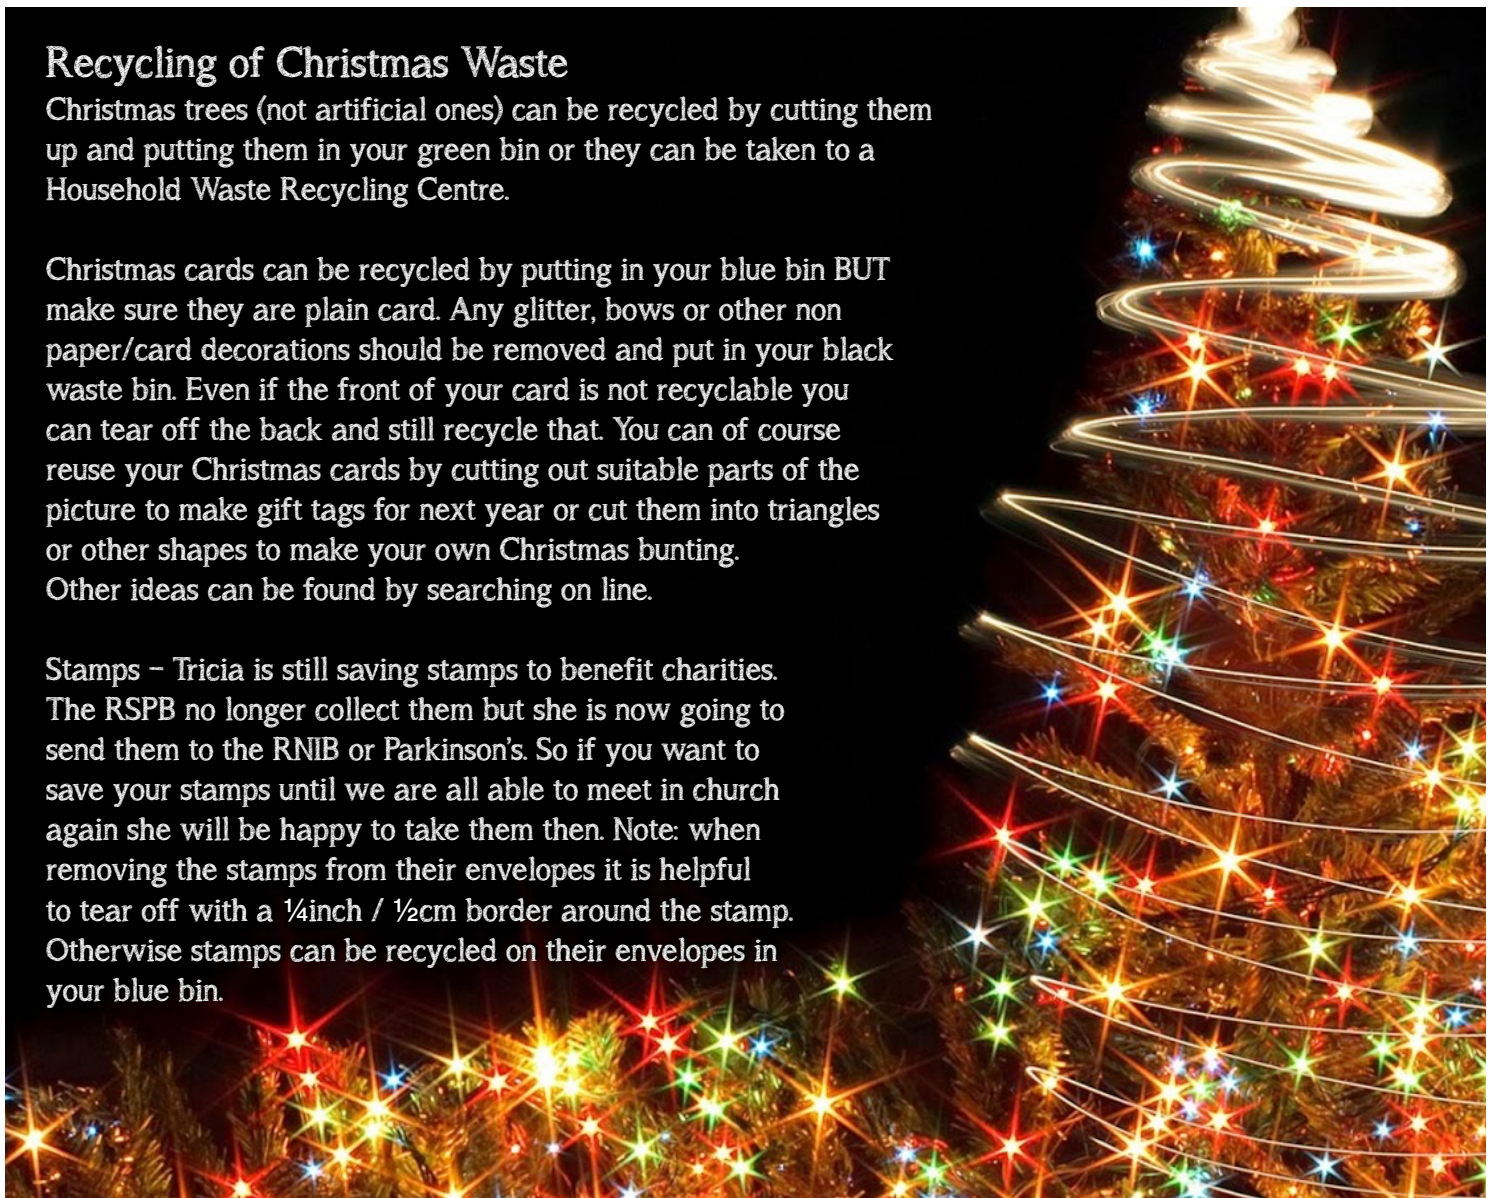 Recycling of Christmas Waste
Christmas trees (not artificial ones) can be recycled by cutting them
up and putting them in your green bin or they can be taken to a
Household Waste Recycling Centre.
Christmas cards can be recycled by putting in your blue bin BUT
make sure they are plain card. Any glitter, bows or other non
paper/card decorations should be removed and put in your black
waste bin. Even if the front of your card is not recyclable you
can tear off the back and still recycle that. You can of course
reuse your Christmas cards by cutting out suitable parts of the
picture to make gift tags for next year or cut them into triangles
or other shapes to make your own Christmas bunting.
Other ideas can be found by searching on line.
Stamps – Tricia is still saving stamps to benefit charities.
The RSPB no longer collect them but she is now going to
send them to the RNIB or Parkinson's. So if you want to
save your stamps until we are all able to meet in church
again she will be happy to take them then. Note: when
removing the stamps from their envelopes it is helpful
to tear off with a ¼inch / ½cm border around the stamp.
Otherwise stamps can be recycled on their envelopes in
your blue bin.